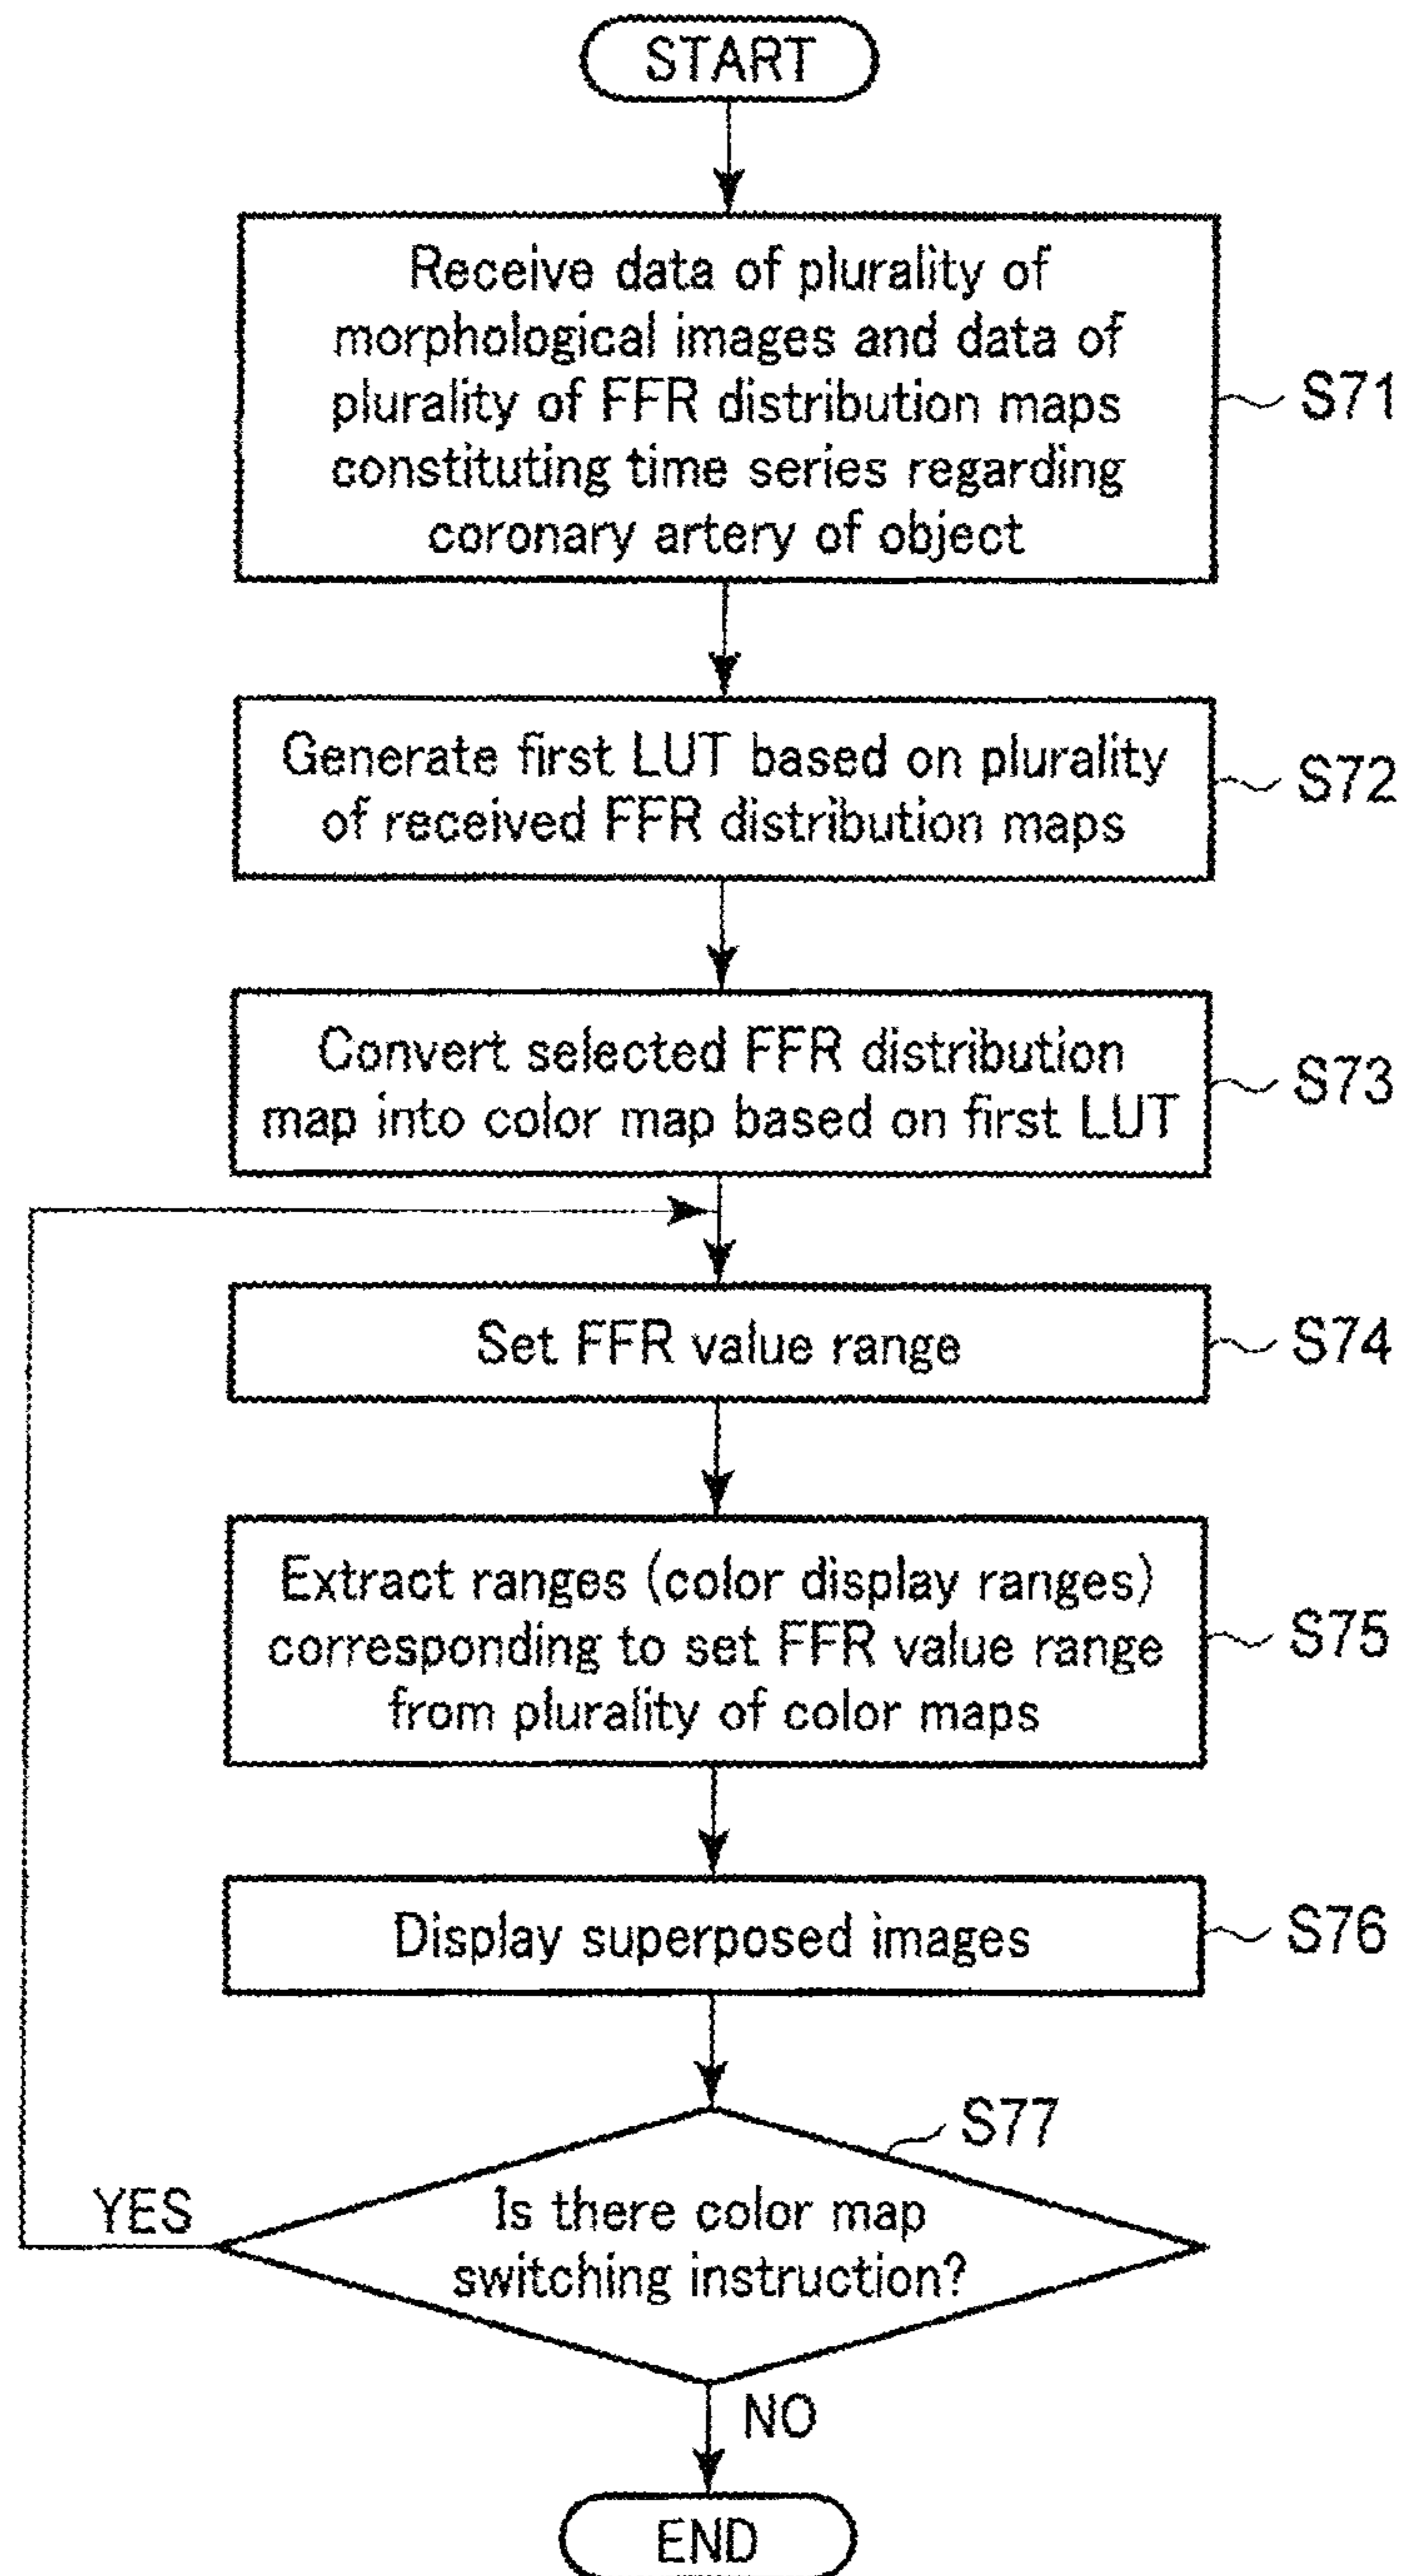 START
Receive data of plurality of
morphological images and data of
plurality of FFR distribution maps
constituting time series regarding
coronary artery of object
S71
Generate first LUT based on plurality
of received FFR distribution maps
S72
Convert selected FFR distribution
map into color map based on first LUT
S73
Set FFR value range
S74
Extract ranges (color display ranges)
corresponding to set FFR value range
from plurality of color maps
S75
Display superposed images
S76
S77
Is there color map
switching instruction?
YES
NO
END